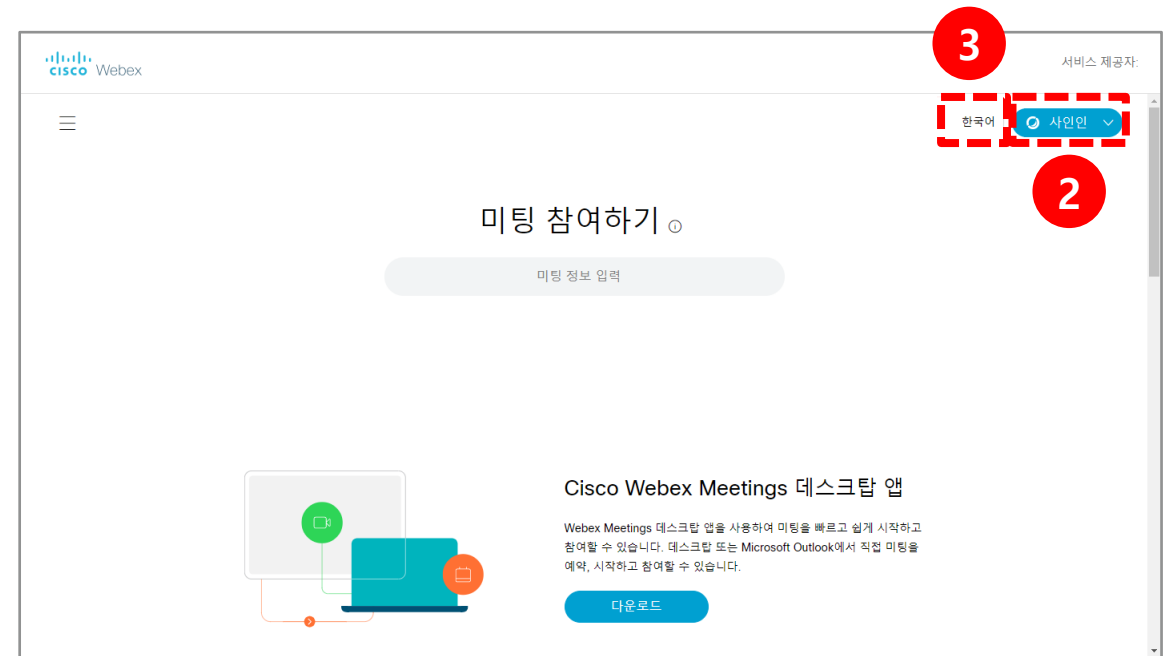 3
cisco Webex
서비스 제공자:
한국어
사인인
2
미팅 참여하기
미팅 정보 입력
Cisco Webex Meetings 데스크탑 앱
Webex Meetings 데스크탑 앱을 사용하여 미팅을 빠르고 쉽게 시작하고
참여할 수 있습니다. 데스크탑 또는 Microsoft Outlook에서 직접 미팅을
예약, 시작하고 참여할 수 있습니다.
다운로드